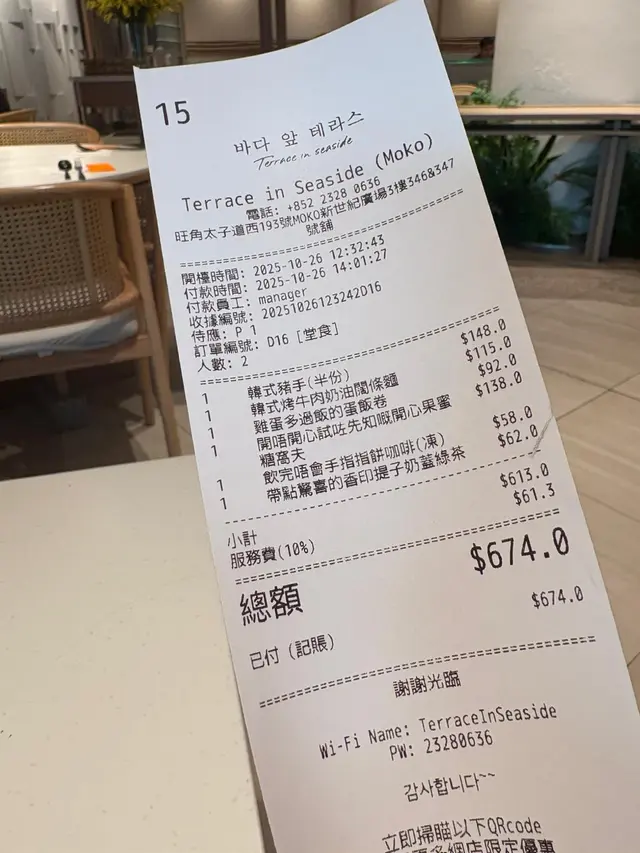 15
바다 앞 테라스
Terrace in seaside
Terrace in Seaside (Moko)
電話: +852 2328 0636
旺角太子道西193號MOKO新世紀廣場3樓346&347
號舖
開檯時間: 2025-10-26 12:32:43
付款時間: 2025-10-26 14:01:27
付款員工: manager
收據編號: 20251026123242D16
侍應: P 1
訂單編號: D16 [堂食]
人數: 2
1 韓式豬手(半份) $148.0
1 韓式烤牛肉奶油闊條麵 $115.0
1 雞蛋多過飯的蛋飯卷 $92.0
1 開唔開心試咗先知嘅開心果蜜 $138.0
糖窩夫
1 飲完唔會手指指餅咖啡(凍) $58.0
1 帶點驚喜的香印提子奶蓋綠茶 $62.0
小計 $613.0
服務費(10%) $61.3
總額 $674.0
已付 (記賬) $674.0
謝謝光臨
Wi-Fi Name: TerraceInSeaside
PW: 23280636
감사합니다~~
立即掃瞄以下QRcode
多網店限定優惠